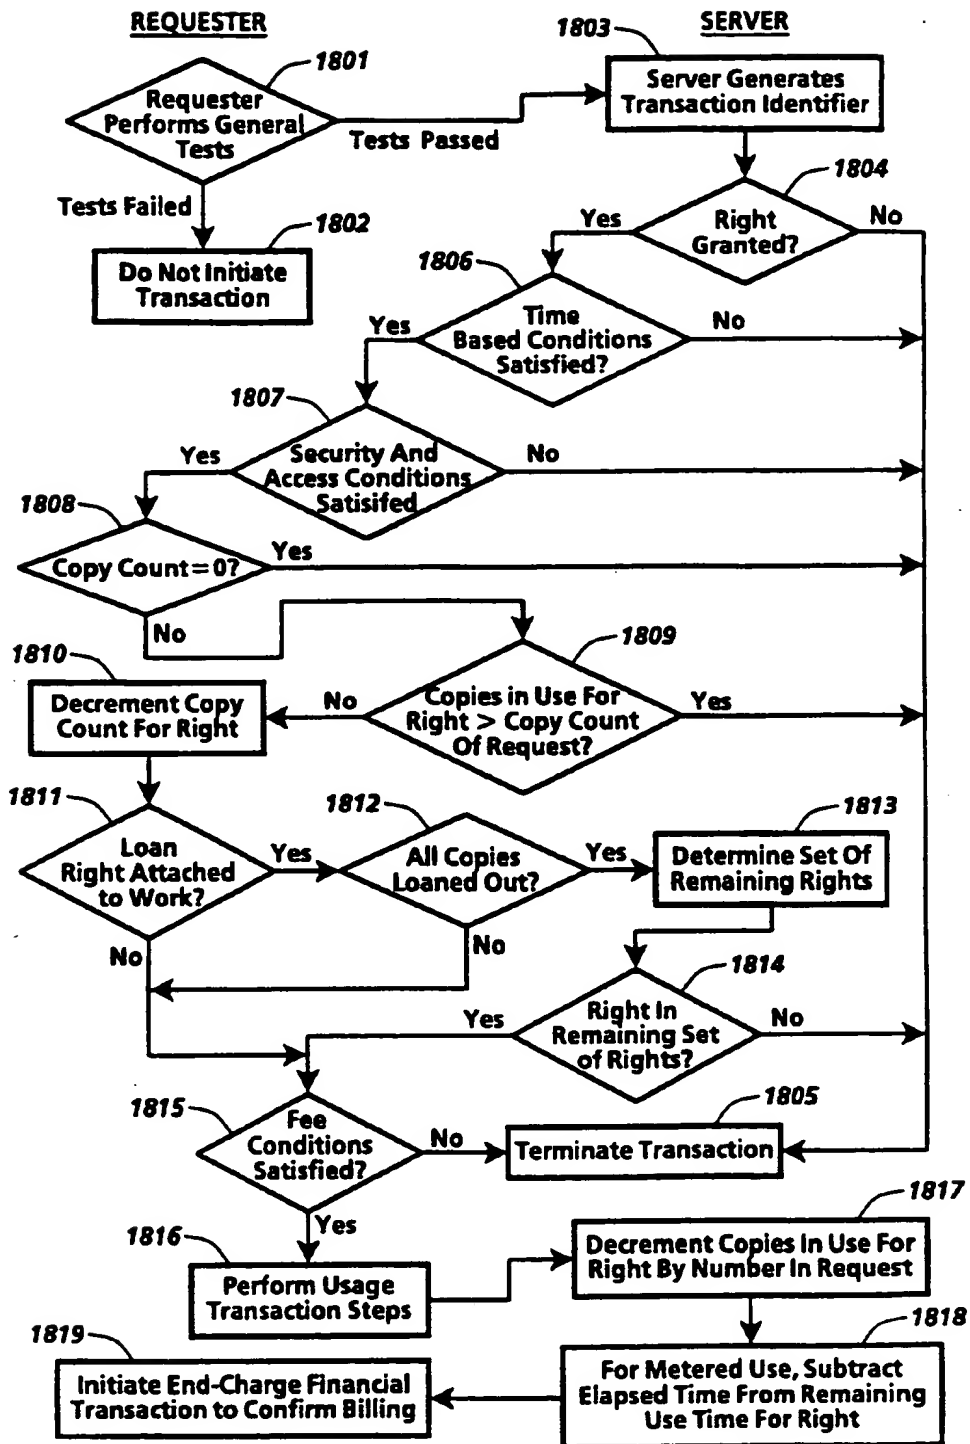 REQUESTER
SERVER
1801
1803
Requester
Performs General
Tests
Tests Passed
Server Generates
Transaction Identifier
Tests Failed
1802
Do Not Initiate
Transaction
1804
Right
Granted?
Yes
No
1806
Time
Based Conditions
Satisfied?
Yes
No
1807
Security And
Access Conditions
Satisifed
Yes
No
1808
Copy Count=0?
Yes
No
1809
Copies in Use For
Right > Copy Count
Of Request?
No
Yes
1810
Decrement Copy
Count For Right
1811
Loan
Right Attached
to Work?
Yes
No
1812
All Copies
Loaned Out?
Yes
No
1813
Determine Set Of
Remaining Rights
1814
Right In
Remaining Set
of Rights?
Yes
No
1815
Fee
Conditions
Satisfied?
No
Yes
1805
Terminate Transaction
1816
Perform Usage
Transaction Steps
1817
Decrement Copies In Use For
Right By Number In Request
1818
For Metered Use, Subtract
Elapsed Time From Remaining
Use Time For Right
1819
Initiate End-Charge Financial
Transaction to Confirm Billing